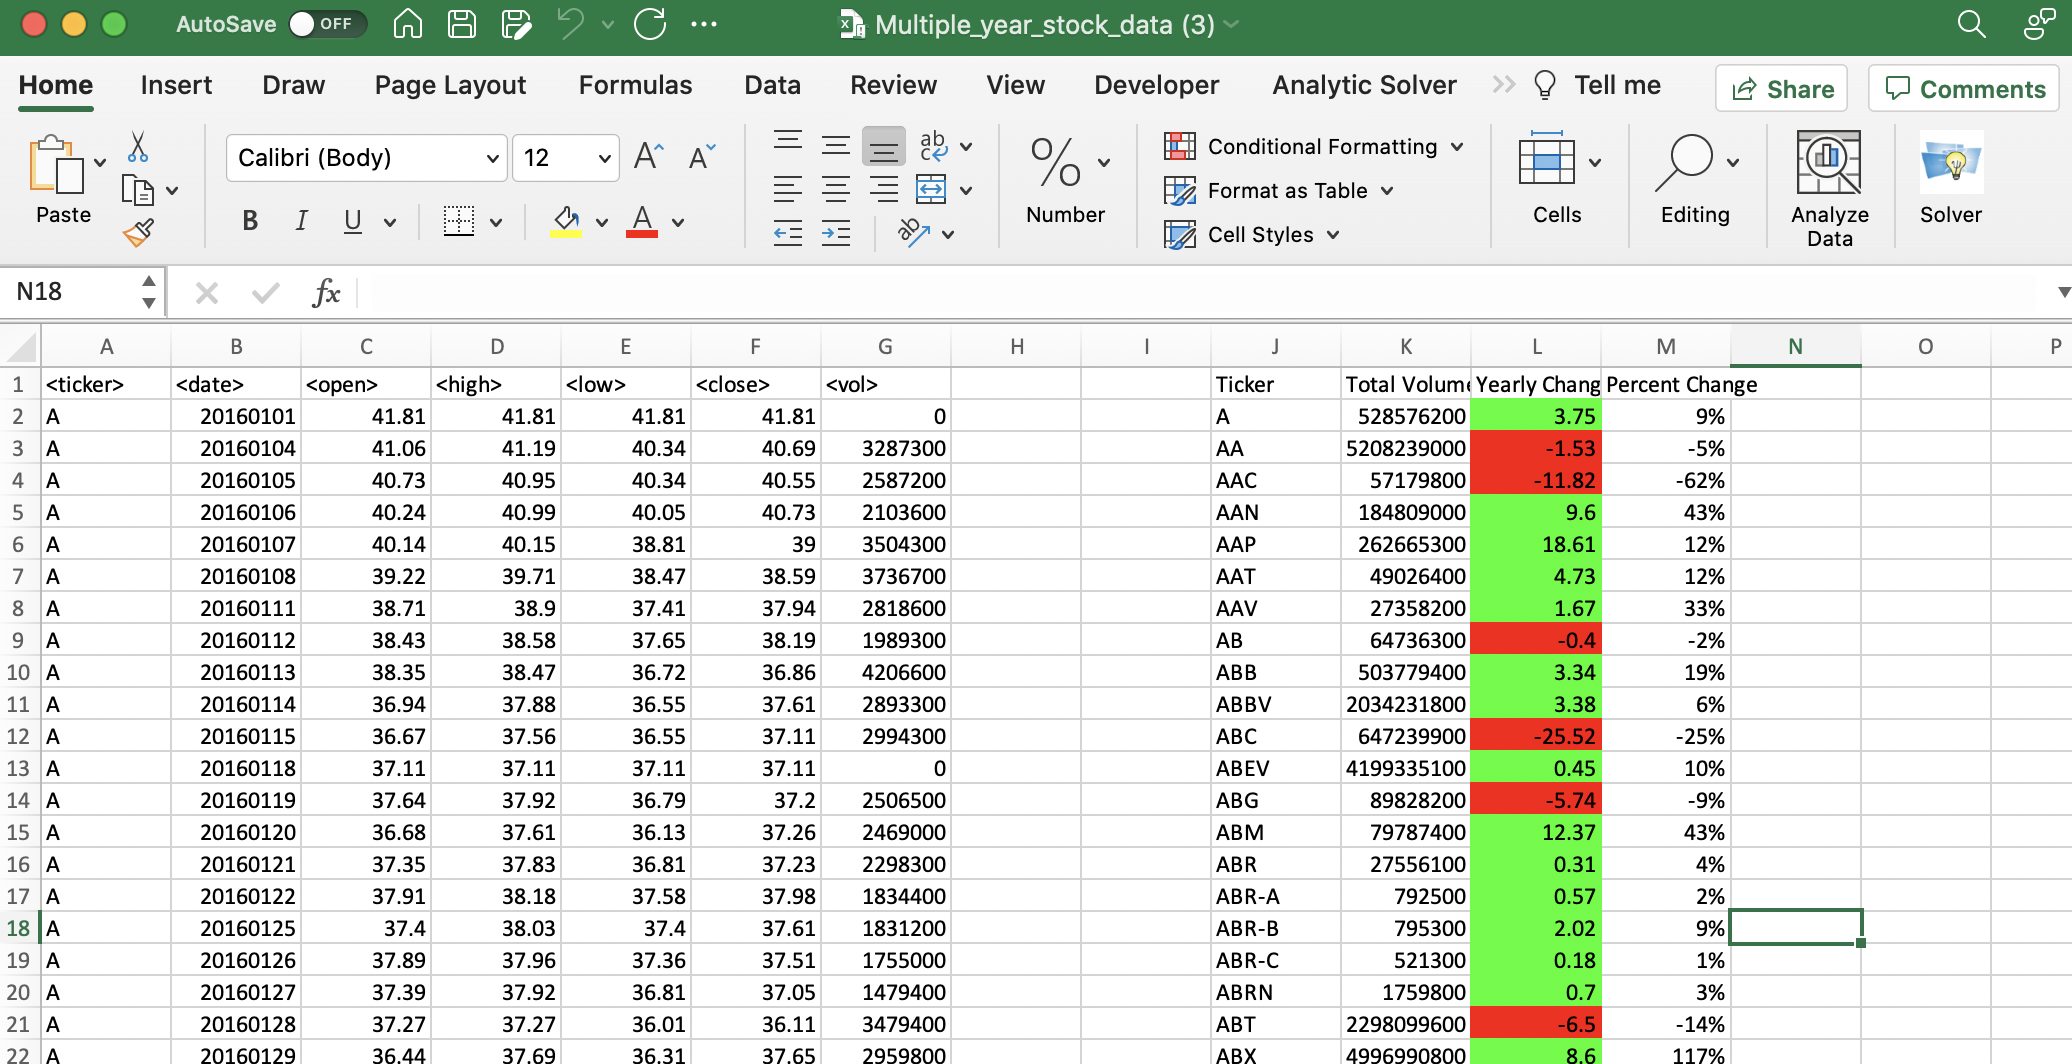 AutoSave OFF Multiple_year_stock_data (3)
Home Insert Draw Page Layout Formulas Data Review View Developer Analytic Solver >> Tell me Share Comments
Paste Calibri (Body) 12 A A ab c Number Conditional Formatting Format as Table Cell Styles Cells Editing Analyze Data Solver
B I U A ab
N18 fx
A B C D E F G H I J K L M N O P
1 <ticker> <date> <open> <high> <low> <close> <vol> Ticker Total Volume Yearly Chang Percent Change
2 A 20160101 41.81 41.81 41.81 41.81 0 A 528576200 3.75 9%
3 A 20160104 41.06 41.19 40.34 40.69 3287300 AA 5208239000 -1.53 -5%
4 A 20160105 40.73 40.95 40.34 40.55 2587200 AAC 57179800 -11.82 -62%
5 A 20160106 40.24 40.99 40.05 40.73 2103600 AAN 184809000 9.6 43%
6 A 20160107 40.14 40.15 38.81 39 3504300 AAP 262665300 18.61 12%
7 A 20160108 39.22 39.71 38.47 38.59 3736700 AAT 49026400 4.73 12%
8 A 20160111 38.71 38.9 37.41 37.94 2818600 AAV 27358200 1.67 33%
9 A 20160112 38.43 38.58 37.65 38.19 1989300 AB 64736300 -0.4 -2%
10 A 20160113 38.35 38.47 36.72 36.86 4206600 ABB 503779400 3.34 19%
11 A 20160114 36.94 37.88 36.55 37.61 2893300 ABBV 2034231800 3.38 6%
12 A 20160115 36.67 37.56 36.55 37.11 2994300 ABC 647239900 -25.52 -25%
13 A 20160118 37.11 37.11 37.11 37.11 0 ABEV 4199335100 0.45 10%
14 A 20160119 37.64 37.92 36.79 37.2 2506500 ABG 89828200 -5.74 -9%
15 A 20160120 36.68 37.61 36.13 37.26 2469000 ABM 79787400 12.37 43%
16 A 20160121 37.35 37.83 36.81 37.23 2298300 ABR 27556100 0.31 4%
17 A 20160122 37.91 38.18 37.58 37.98 1834400 ABR-A 792500 0.57 2%
18 A 20160125 37.4 38.03 37.4 37.61 1831200 ABR-B 795300 2.02 9%
19 A 20160126 37.89 37.96 37.36 37.51 1755000 ABR-C 521300 0.18 1%
20 A 20160127 37.39 37.92 36.81 37.05 1479400 ABRN 1759800 0.7 3%
21 A 20160128 37.27 37.27 36.01 36.11 3479400 ABT 2298099600 -6.5 -14%
22 A 20160129 36.44 37.69 36.31 37.65 2959800 ABX 4996990800 8.6 117%